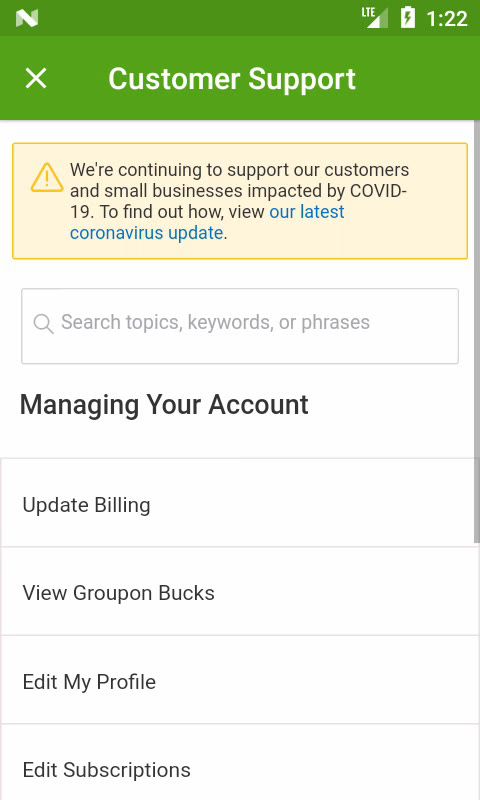 LTE 1:22
Customer Support
We're continuing to support our customers
and small businesses impacted by COVID-
19. To find out how, view our latest
coronavirus update.
Search topics, keywords, or phrases
Managing Your Account
Update Billing
View Groupon Bucks
Edit My Profile
Edit Subscriptions